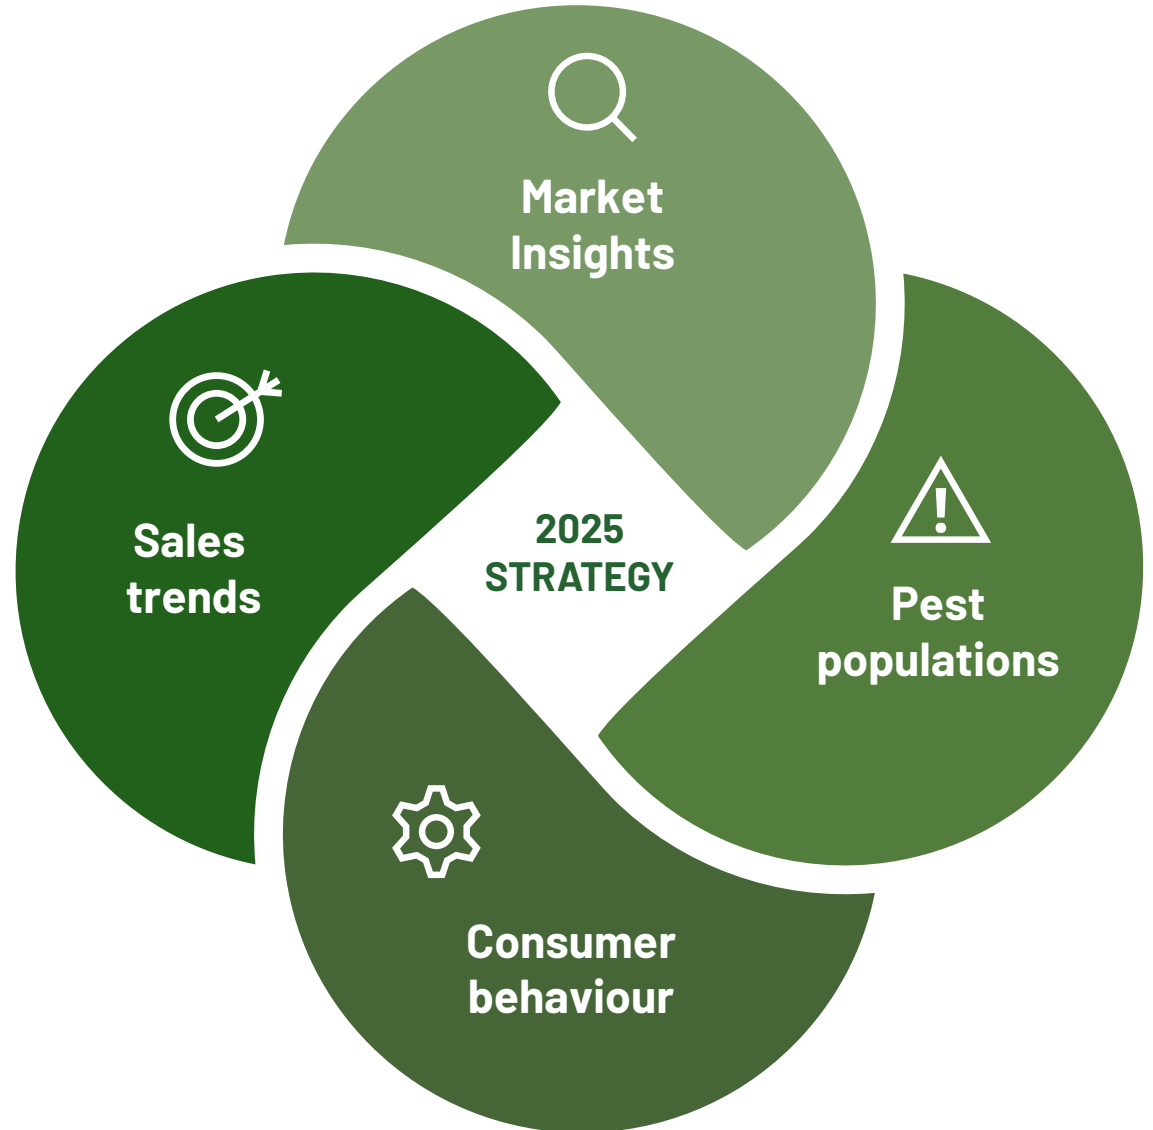 Market
Insights
Sales
trends
2025
STRATEGY
Pest
populations
Consumer
behaviour